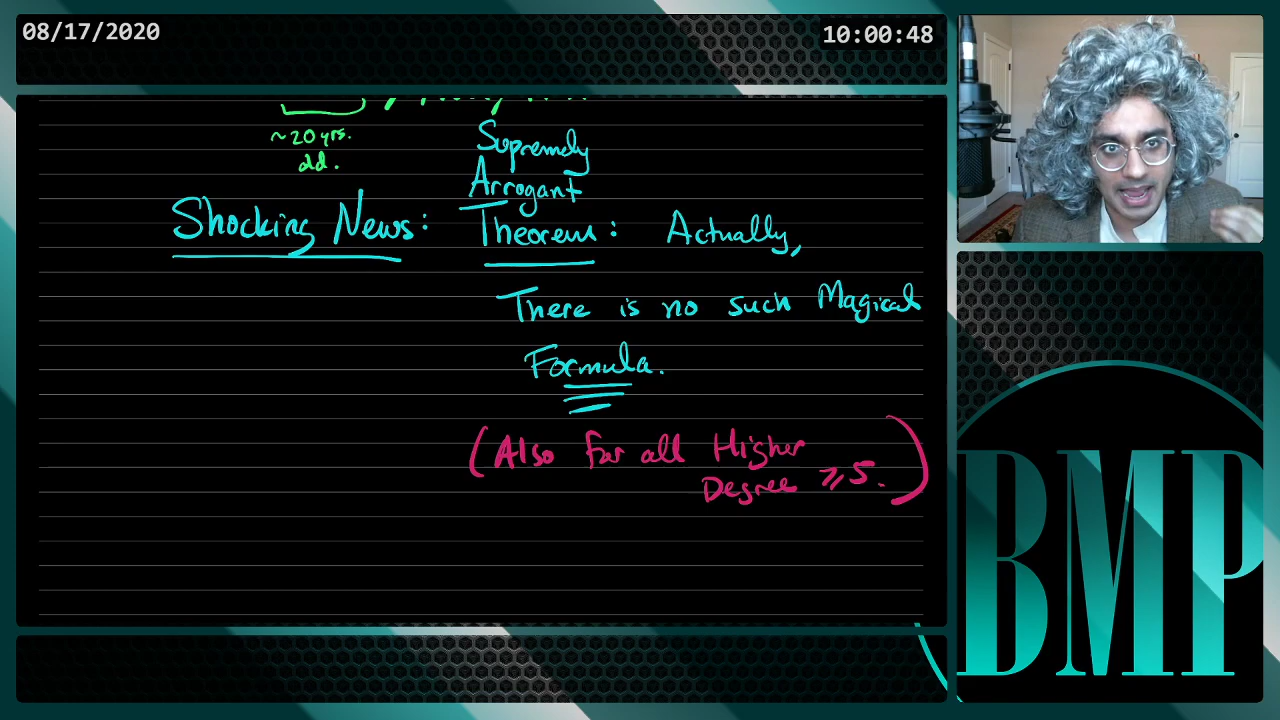 08/17/2020
10:00:48
~20 yrs.
old.
Supremely
Arrogant
Shocking News: Theorem: Actually,
There is no such Magical
Formula.
(Also for all Higher
Degree ≥5.)
BMP